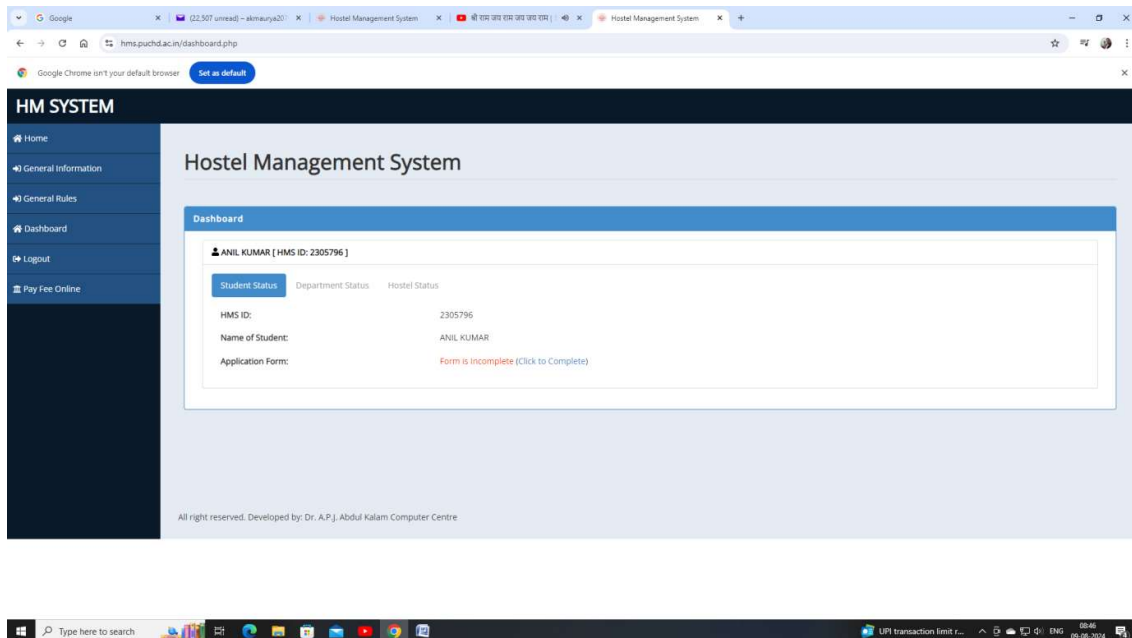 Google
(22,507 unread) - akmaurya20
Hostel Management System
श्री राम जय राम जय जय राम |
Hostel Management System
hms.puchd.ac.in/dashboard.php
Google Chrome isn't your default browser
Set as default
HM SYSTEM
Home
General Information
General Rules
Dashboard
Logout
Pay Fee Online
Hostel Management System
Dashboard
ANIL KUMAR [ HMS ID: 2305796 ]
Student Status Department Status Hostel Status
HMS ID: 2305796
Name of Student: ANIL KUMAR
Application Form: Form is Incomplete (Click to Complete)
All right reserved. Developed by: Dr. A.P.J. Abdul Kalam Computer Centre
Type here to search
UPI transaction limit r...
ENG
08:46
09-08-2024